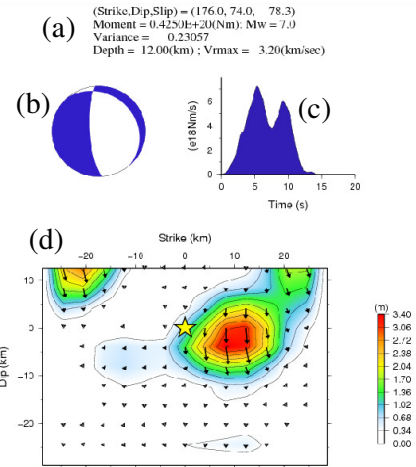 (Strike,Dip,Slip) = (176.0, 74.0, 78.3)
(a) Moment = 0.4250E+20(Nm); Mw = 7.0
Variance = 0.23057
Depth = 12.00(km) ; Vrmax = 3.20(km/sec)
(b)
(c)
(e18Nm/s)
6
4
2
0
0 5 10 15 20
Time (s)
(d)
Strike (km)
−20 −10 0 10 20
Dip (km)
10
0
−10
−20
(m)
3.40
3.06
2.72
2.38
2.04
1.70
1.36
1.02
0.68
0.34
0.00